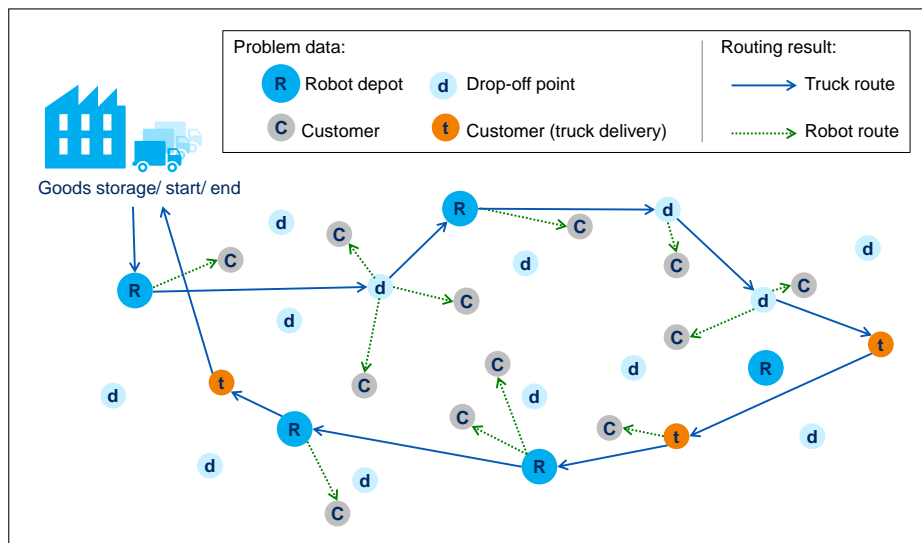 Problem data:
Routing result:
R Robot depot
d Drop-off point
Truck route
C Customer
t Customer (truck delivery)
Robot route
Goods storage/ start/ end
R
d
d
C
C
d
C
d
C
C
d
R
d
C
d
C
t
C
d
R
t
C
d
d
C
C
R
t
d
d
R
d
C